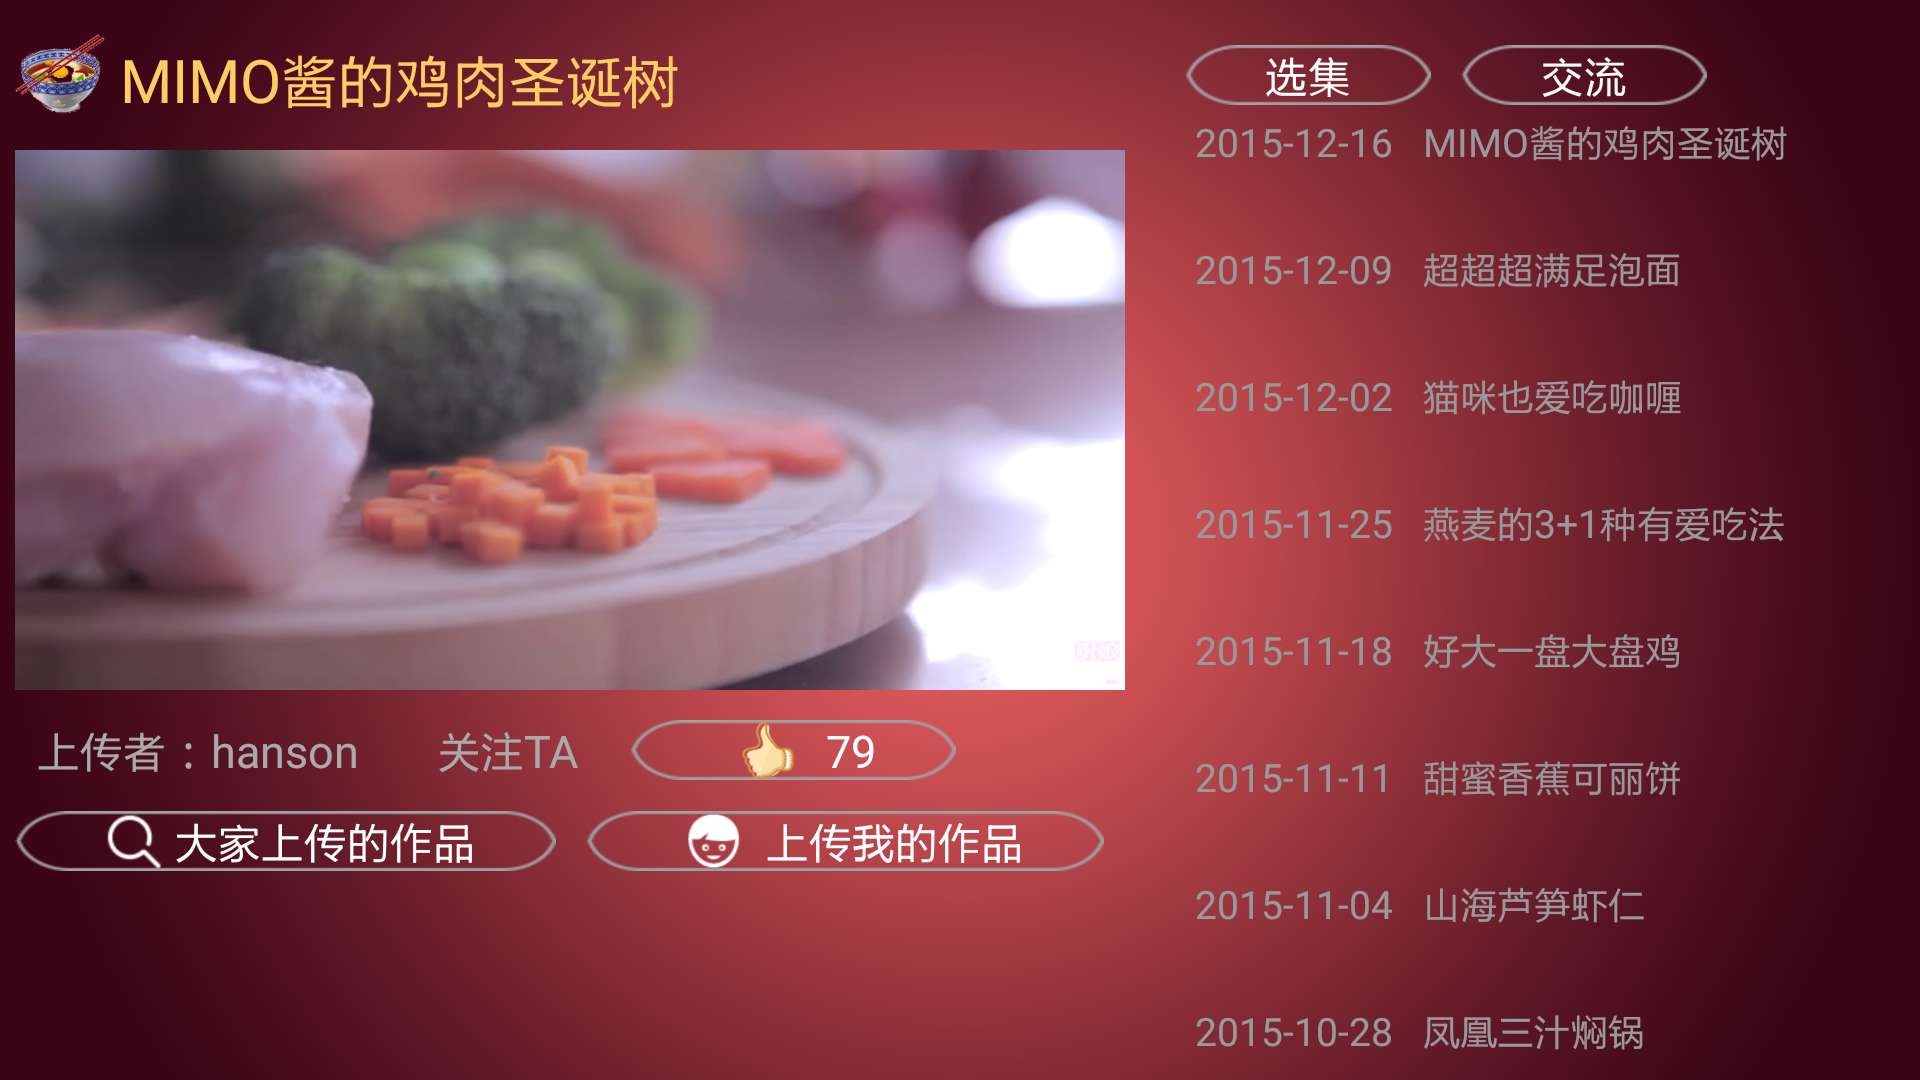 MIMO酱的鸡肉圣诞树
上传者：hanson 关注TA 79
大家上传的作品 上传我的作品
选集 交流
2015-12-16 MIMO酱的鸡肉圣诞树
2015-12-09 超超超满足泡面
2015-12-02 猫咪也爱吃咖喱
2015-11-25 燕麦的3+1种有爱吃法
2015-11-18 好大一盘大盘鸡
2015-11-11 甜蜜香蕉可丽饼
2015-11-04 山海芦笋虾仁
2015-10-28 凤凰三汁焖锅